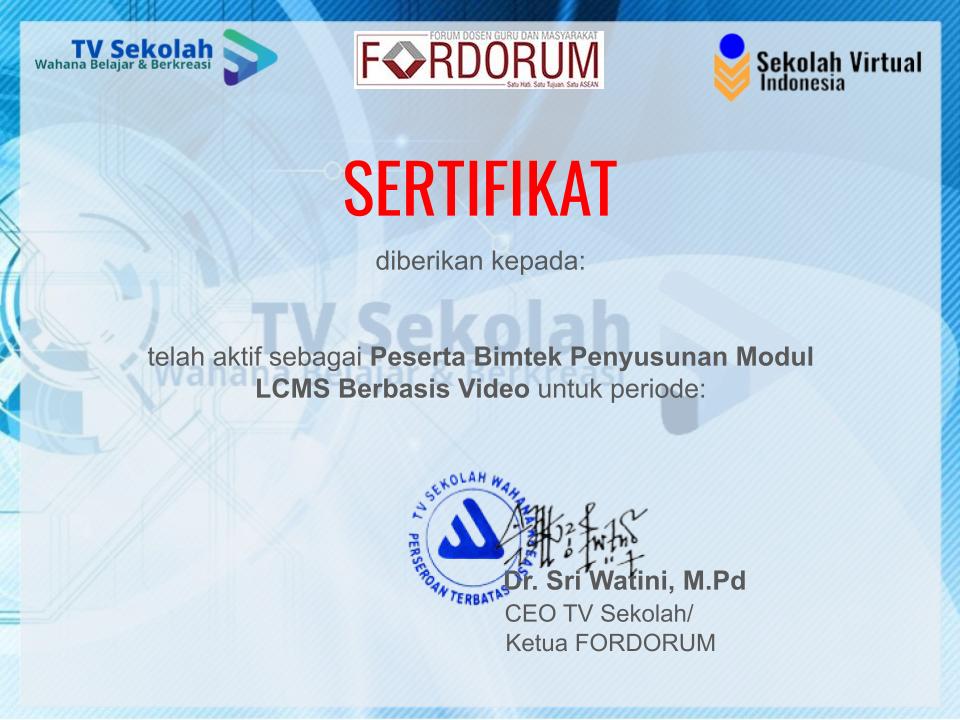 TV Sekolah
Wahana Belajar & Berkreasi
FORUM DOSEN GURU DAN MASYARAKAT
FORDORUM
Satu Hati. Satu Tujuan. Satu ASEAN
Sekolah Virtual
Indonesia
SERTIFIKAT
diberikan kepada:
TV Sekolah
telah aktif sebagai Peserta Bimtek Penyusunan Modul
Wahana Belajar & Berkreasi
LCMS Berbasis Video untuk periode:
TV SEKOLAH WAHANA
PERSEROAN TERBATAS
Dr. Sri Watini, M.Pd
CEO TV Sekolah/
Ketua FORDORUM